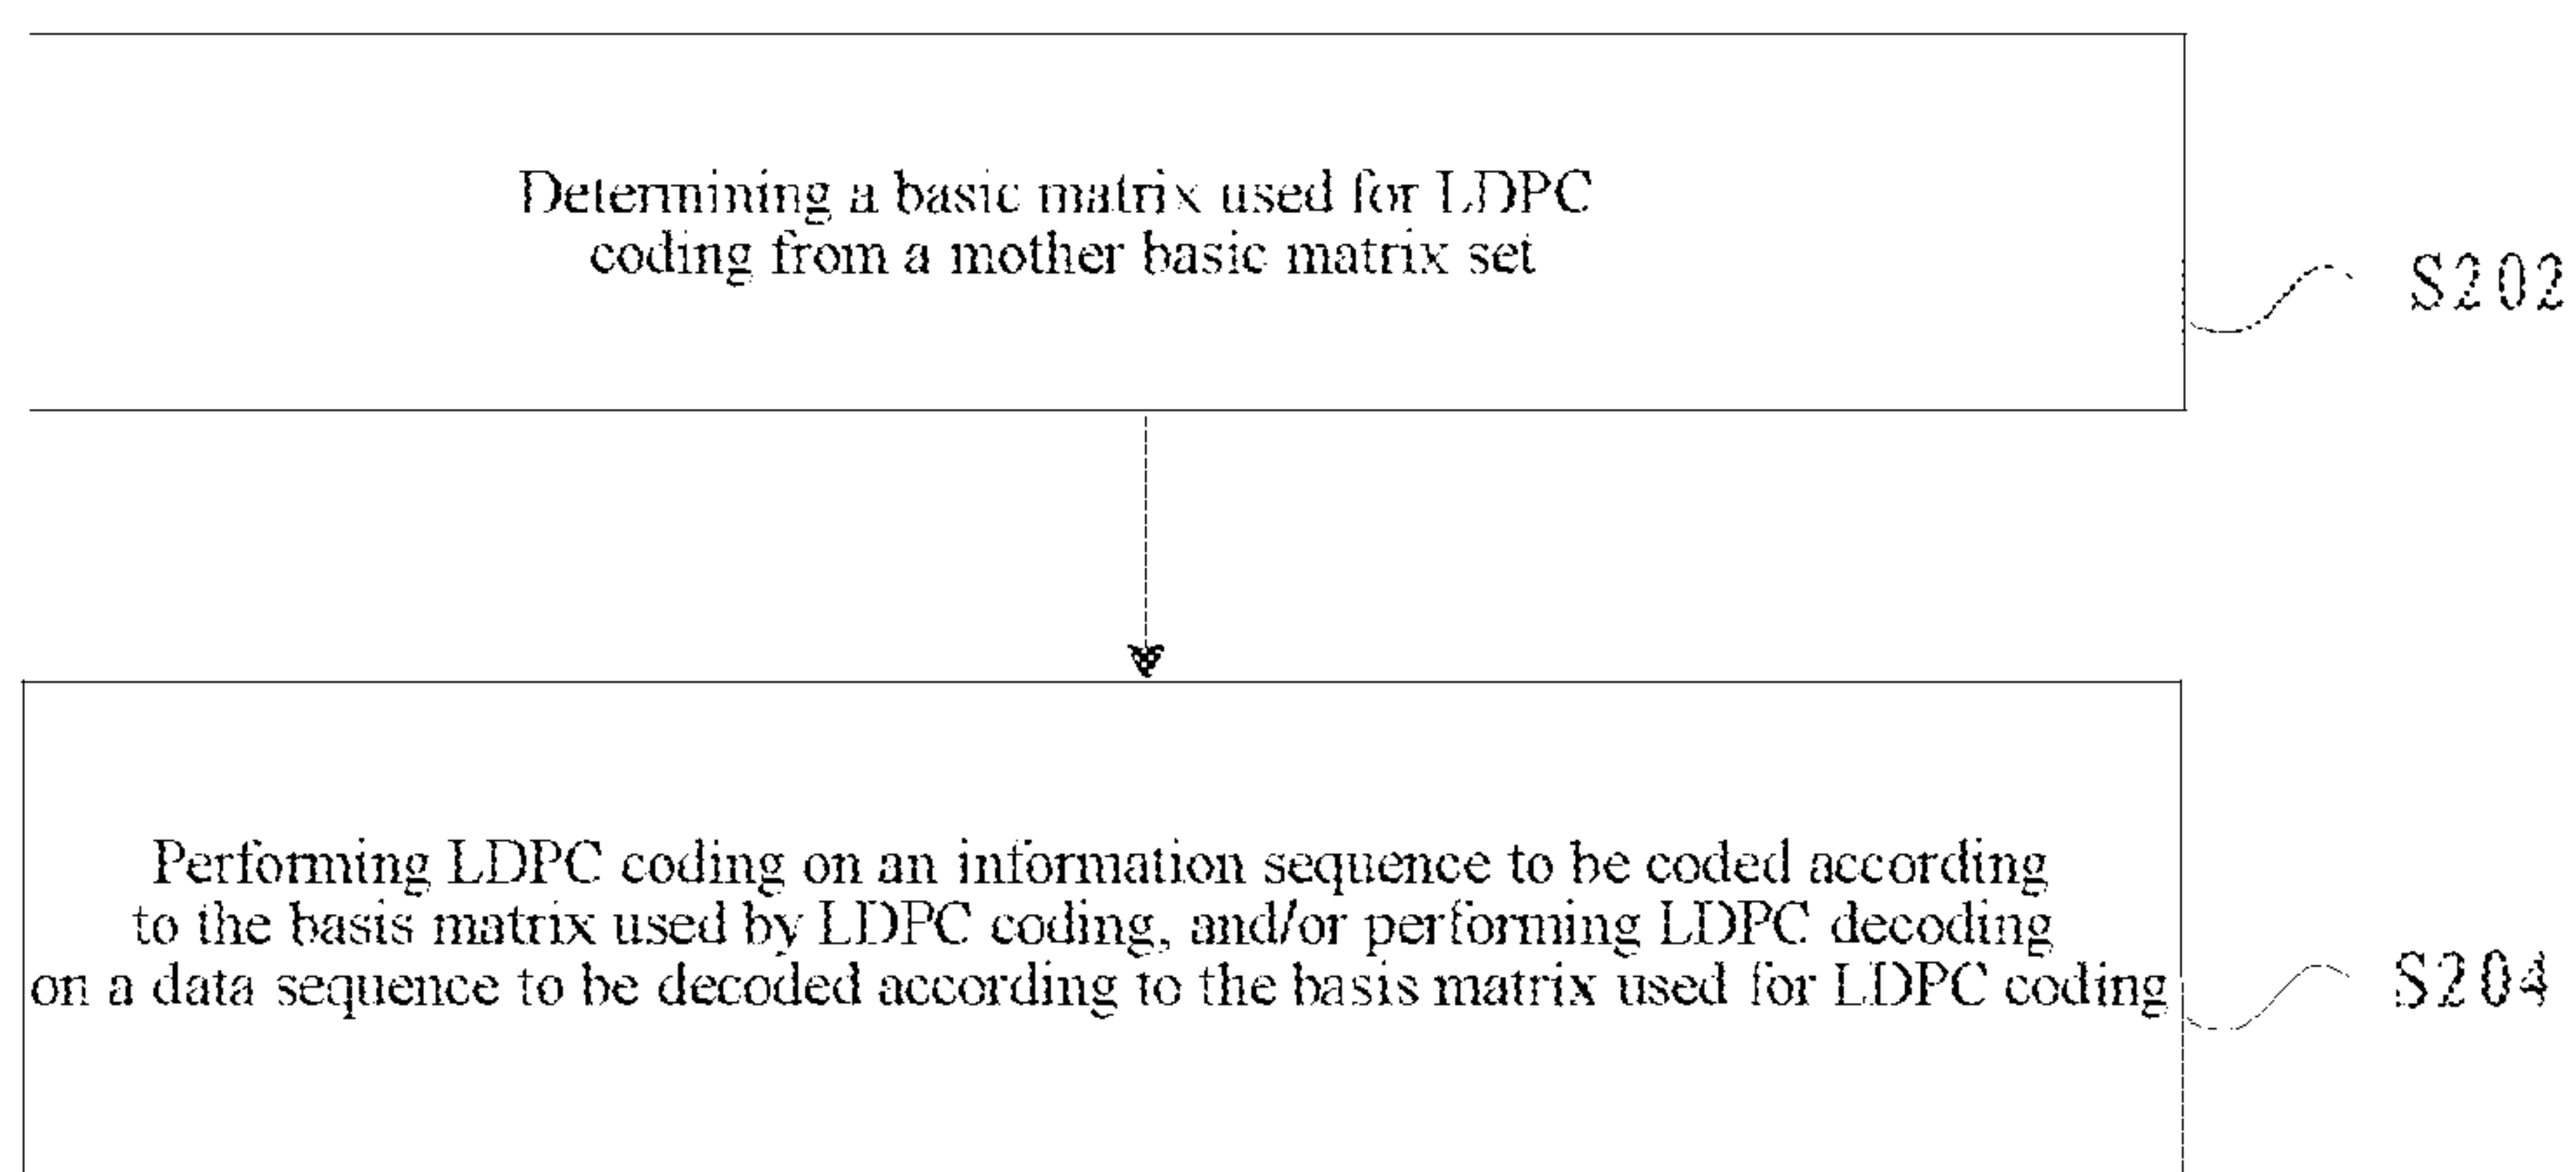 Determining a basic matrix used for LDPC
coding from a mother basic matrix set
S202
Performing LDPC coding on an information sequence to be coded according
to the basis matrix used by LDPC coding, and/or performing LDPC decoding
on a data sequence to be decoded according to the basis matrix used for LDPC coding
S204